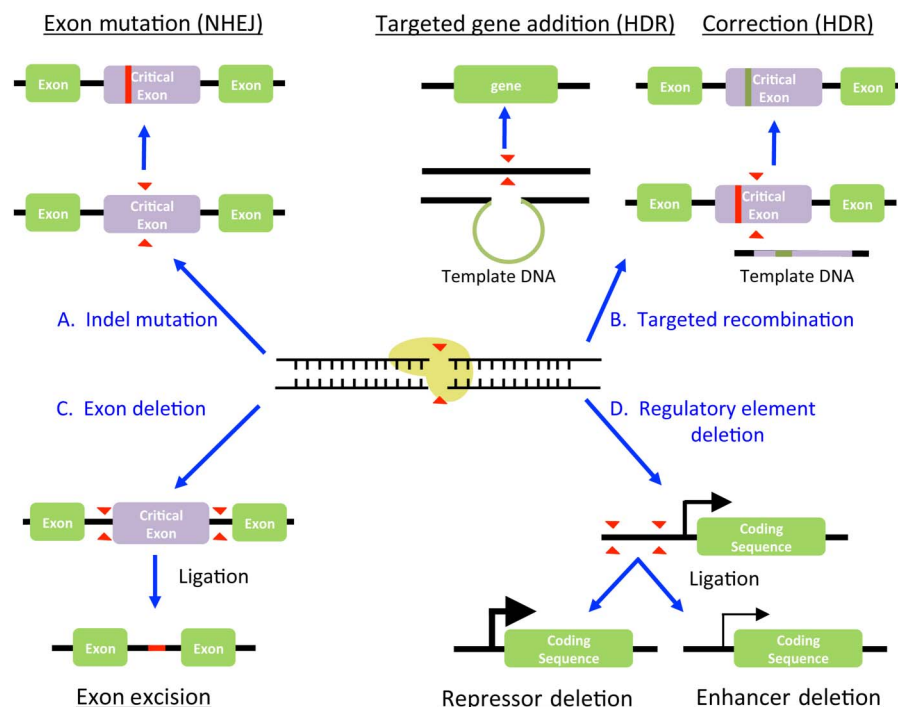 Exon mutation (NHEJ)
Targeted gene addition (HDR)
Correction (HDR)
Exon
Critical
Exon
Exon
gene
Exon
Critical
Exon
Exon
Exon
Critical
Exon
Exon
Exon
Critical
Exon
Exon
Template DNA
Template DNA
A. Indel mutation
B. Targeted recombination
C. Exon deletion
D. Regulatory element
deletion
Exon
Critical
Exon
Exon
Coding
Sequence
Ligation
Ligation
Exon
Exon
Coding
Sequence
Coding
Sequence
Exon excision
Repressor deletion
Enhancer deletion